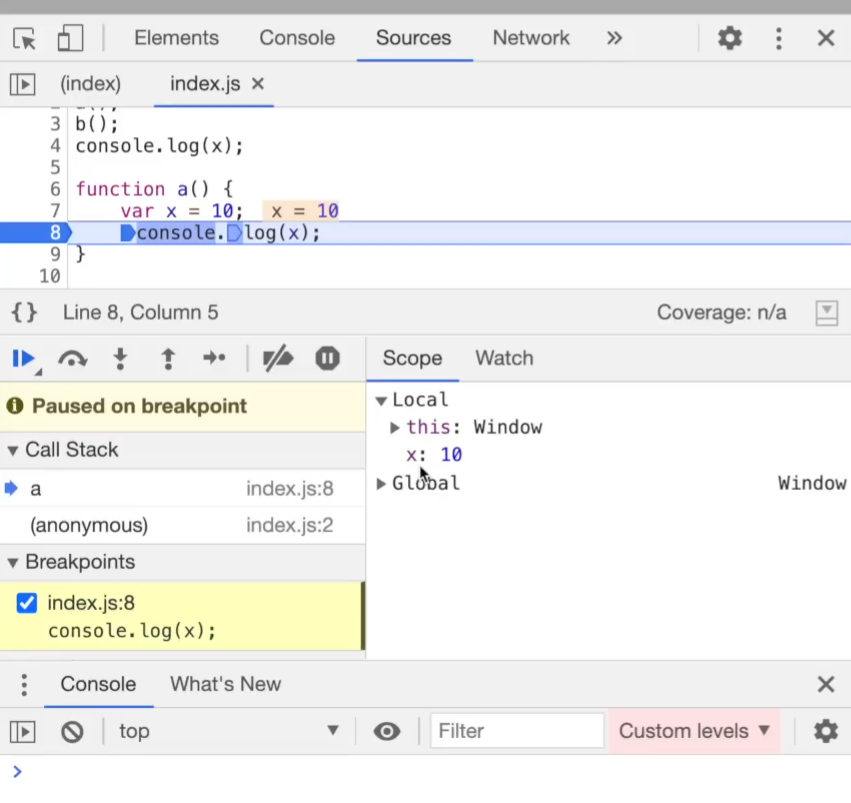 Elements Console Sources Network »
(index) index.js ×
3 b();
4 console.log(x);
5
6 function a() {
7 var x = 10; x = 10
8 console.log(x);
9 }
10
{} Line 8, Column 5 Coverage: n/a
Scope Watch
Paused on breakpoint
Call Stack
a index.js:8
(anonymous) index.js:2
Breakpoints
index.js:8
console.log(x);
Local
this: Window
x: 10
Global Window
Console What's New
top Filter Custom levels
>